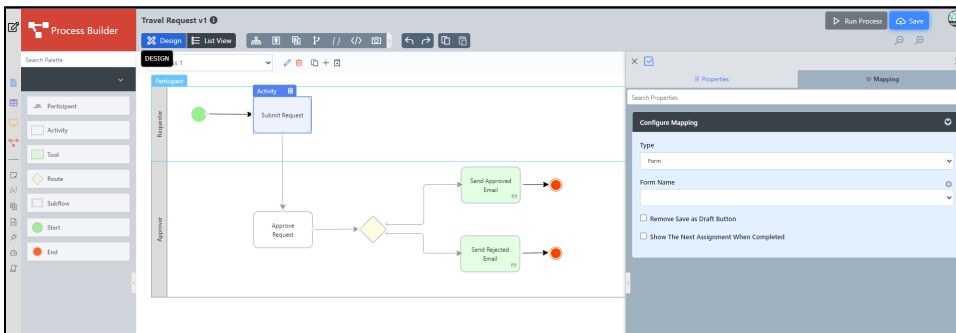 Travel Request v1
Process Builder
Run Process
Save
Design
List View
DESIGN
s 1
Search Palette
Participant
Activity
Tool
Route
Subflow
Start
End
Participant
Requester
Activity
Submit Request
Approver
Approve
Request
Send Approved
Email
Send Rejected
Email
Properties
Mapping
Search Properties
Configure Mapping
Type
Form
Form Name
Remove Save as Draft Button
Show The Next Assignment When Completed